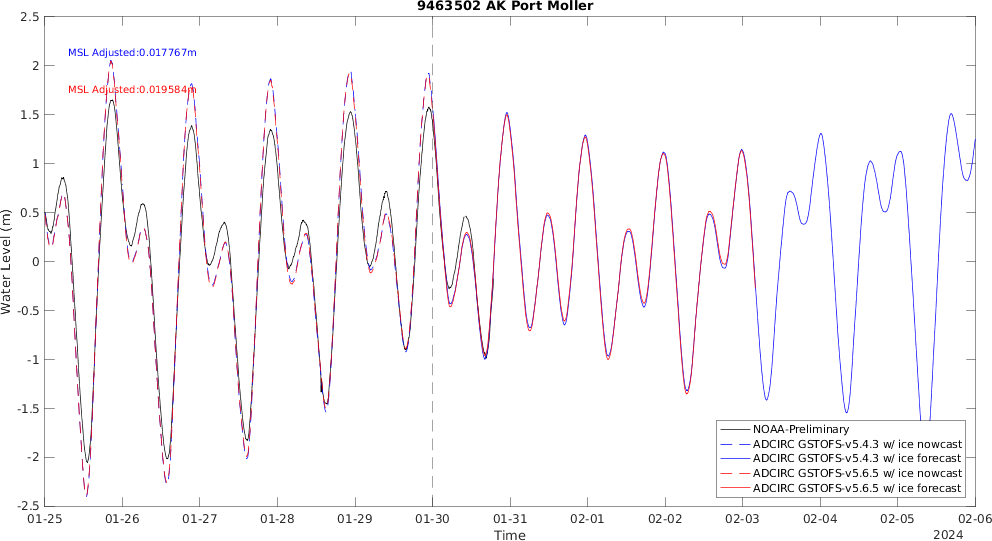 9463502 AK Port Moller
2.5
MSL Adjusted:0.017767m
2
MSL Adjusted:0.019584m
1.5
1
0.5
0
-0.5
-1
-1.5
-2
-2.5
Water Level (m)
NOAA-Preliminary
ADCIRC GSTOFS-v5.4.3 w/ ice nowcast
ADCIRC GSTOFS-v5.4.3 w/ ice forecast
ADCIRC GSTOFS-v5.6.5 w/ ice nowcast
ADCIRC GSTOFS-v5.6.5 w/ ice forecast
01-25 01-26 01-27 01-28 01-29 01-30 01-31 02-01 02-02 02-03 02-04 02-05 02-06
Time
2024